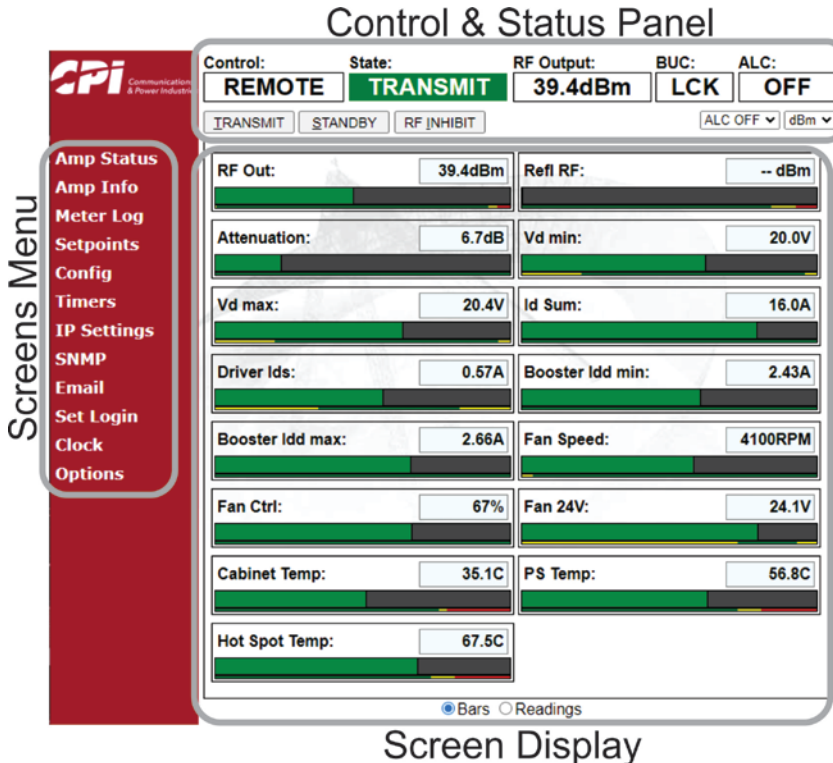 Control & Status Panel
CPI Communications & Power Industries
Control: State: RF Output: BUC: ALC:
REMOTE TRANSMIT 39.4dBm LCK OFF
TRANSMIT STANDBY RF INHIBIT ALC OFF dBm
Screens Menu
Amp Status
Amp Info
Meter Log
Setpoints
Config
Timers
IP Settings
SNMP
Email
Set Login
Clock
Options
RF Out: 39.4dBm Refl RF: -- dBm
Attenuation: 6.7dB Vd min: 20.0V
Vd max: 20.4V Id Sum: 16.0A
Driver Ids: 0.57A Booster Idd min: 2.43A
Booster Idd max: 2.66A Fan Speed: 4100RPM
Fan Ctrl: 67% Fan 24V: 24.1V
Cabinet Temp: 35.1C PS Temp: 56.8C
Hot Spot Temp: 67.5C
Bars Readings
Screen Display